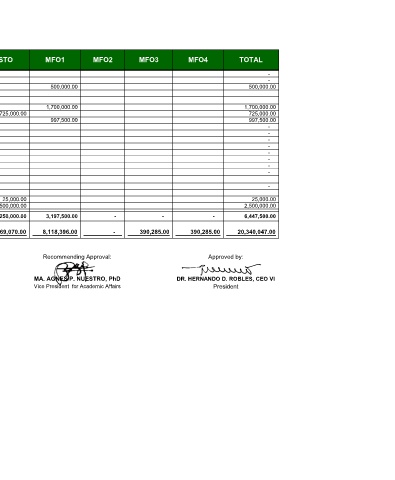 STO MFO1 MFO2 MFO3 MFO4 TOTAL
-
-
500,000.00 500,000.00
1,700,000.00 1,700,000.00
725,000.00 725,000.00
997,500.00 997,500.00
-
-
-
-
-
-
-
-
-
25,000.00 25,000.00
500,000.00 2,500,000.00
250,000.00 3,197,500.00 - - - 6,447,500.00
69,070.00 8,118,396.00 - 390,285.00 390,285.00 20,340,047.00
Recommending Approval: Approved by:
MA. AGNES P. NUESTRO, PhD DR. HERNANDO D. ROBLES, CEO VI
Vice President for Academic Affairs President